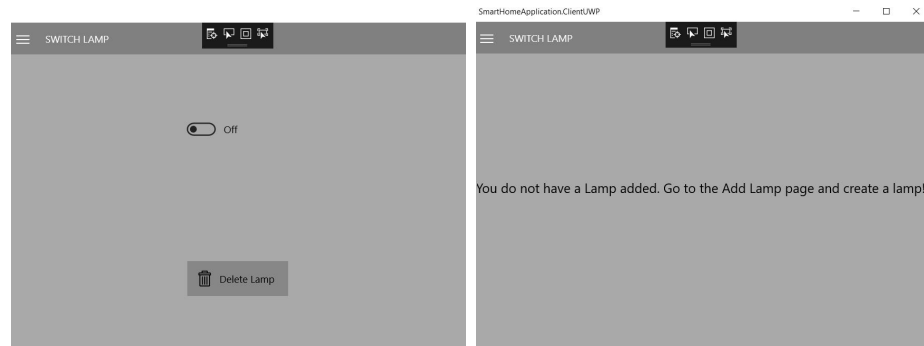 SWITCH LAMP
Off
Delete Lamp
SmartHomeApplication.ClientUWP
SWITCH LAMP
You do not have a Lamp added. Go to the Add Lamp page and create a lamp!